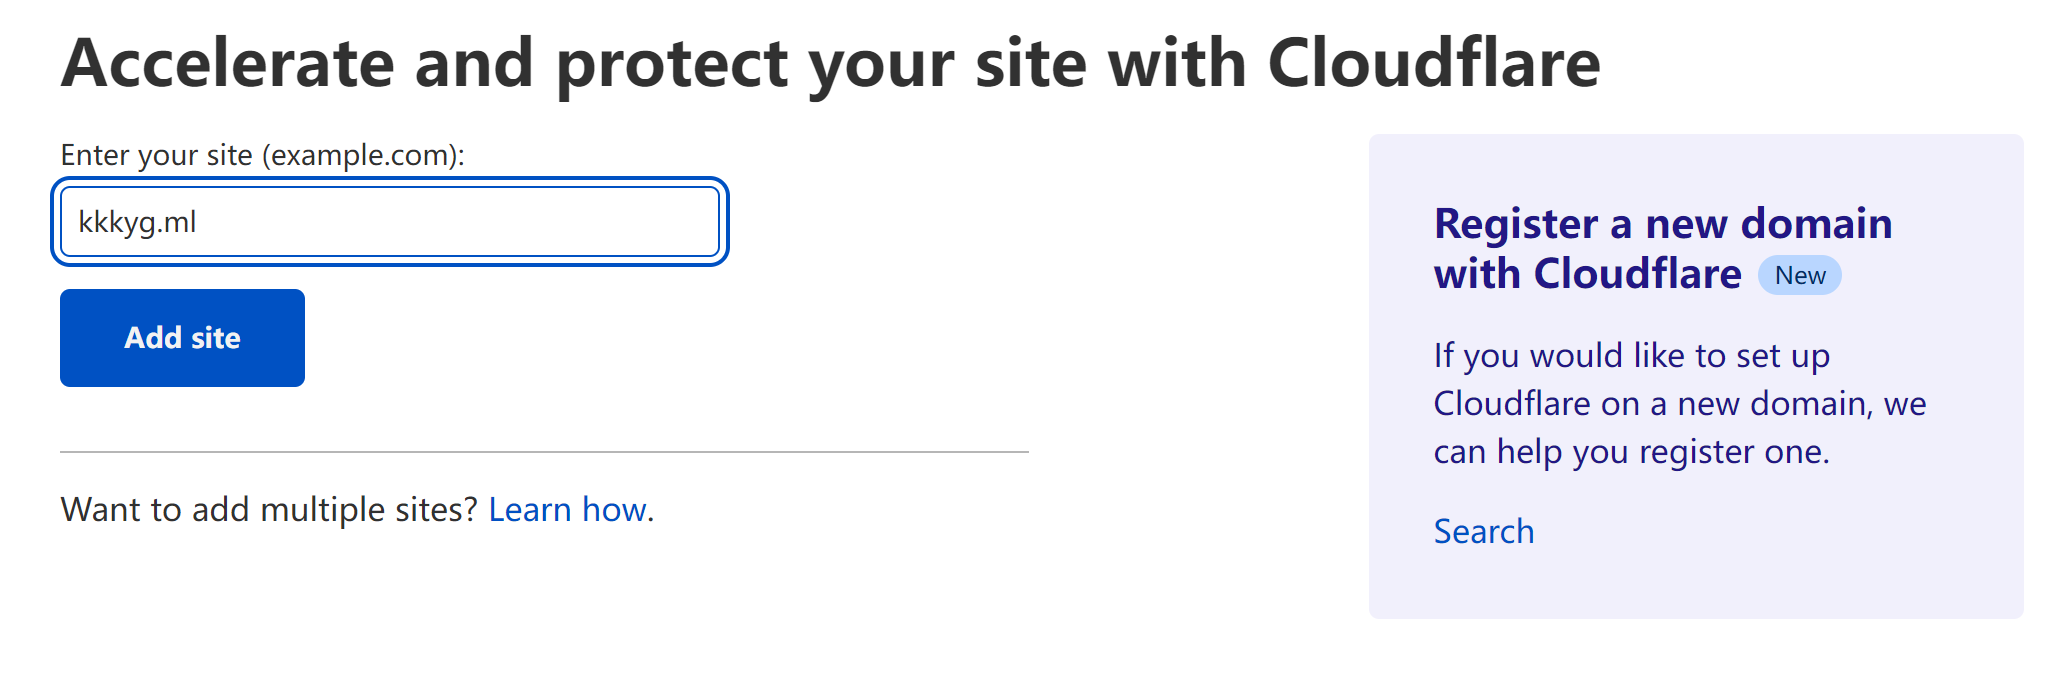 Accelerate and protect your site with Cloudflare
Enter your site (example.com):
kkkyg.ml
Add site
Want to add multiple sites? Learn how.
Register a new domain
with Cloudflare New
If you would like to set up
Cloudflare on a new domain, we
can help you register one.
Search